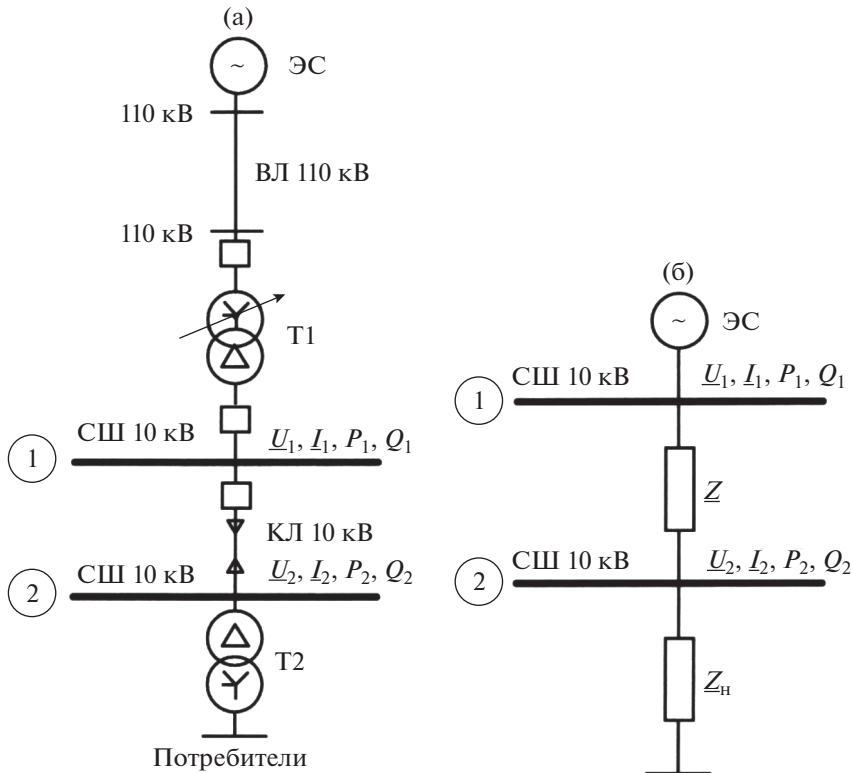 (а)
~
ЭС
110 кВ
ВЛ 110 кВ
110 кВ
Т1
СШ 10 кВ
U1, I1, P1, Q1
1
КЛ 10 кВ
СШ 10 кВ
U2, I2, P2, Q2
2
Т2
Потребители
(б)
~
ЭС
СШ 10 кВ
U1, I1, P1, Q1
1
Z
СШ 10 кВ
U2, I2, P2, Q2
2
Zн